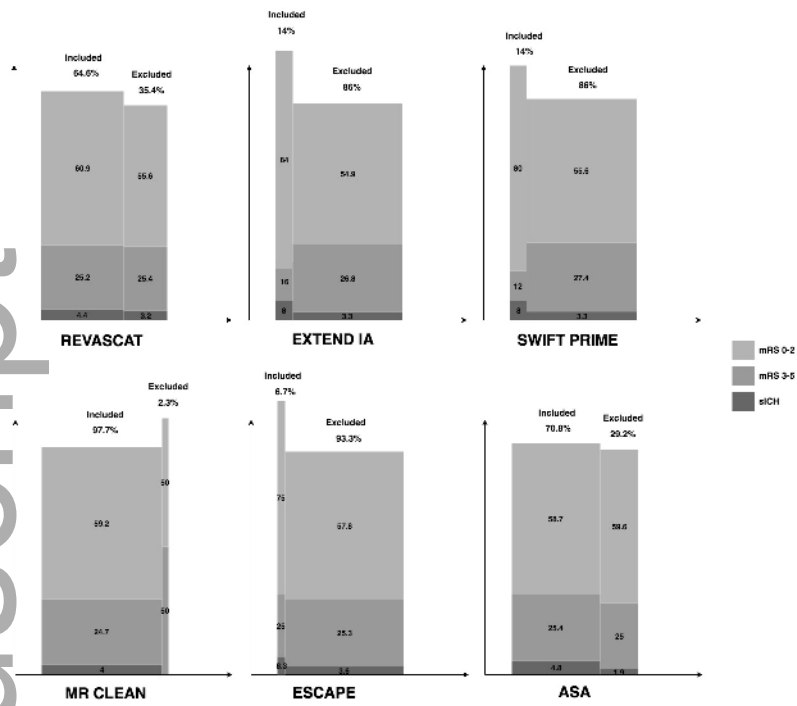 Included
14%
Included
64.6%
Excluded
35.4%
60.9
55.6
25.2
25.4
4.4
3.2
REVASCAT
Excluded
86%
64
54.9
16
26.8
8
3.3
EXTEND IA
Included
14%
Excluded
86%
60
55.5
12
27.4
8
3.3
SWIFT PRIME
mRS 0-2
mRS 3-5
sICH
Included
97.7%
Excluded
2.3%
59.2
50
24.7
50
4
MR CLEAN
Included
6.7%
Excluded
93.3%
75
57.8
25
25.3
ESCAPE
Included
70.8%
Excluded
29.2%
58.7
59.6
25.4
25
4.8
1.9
ASA